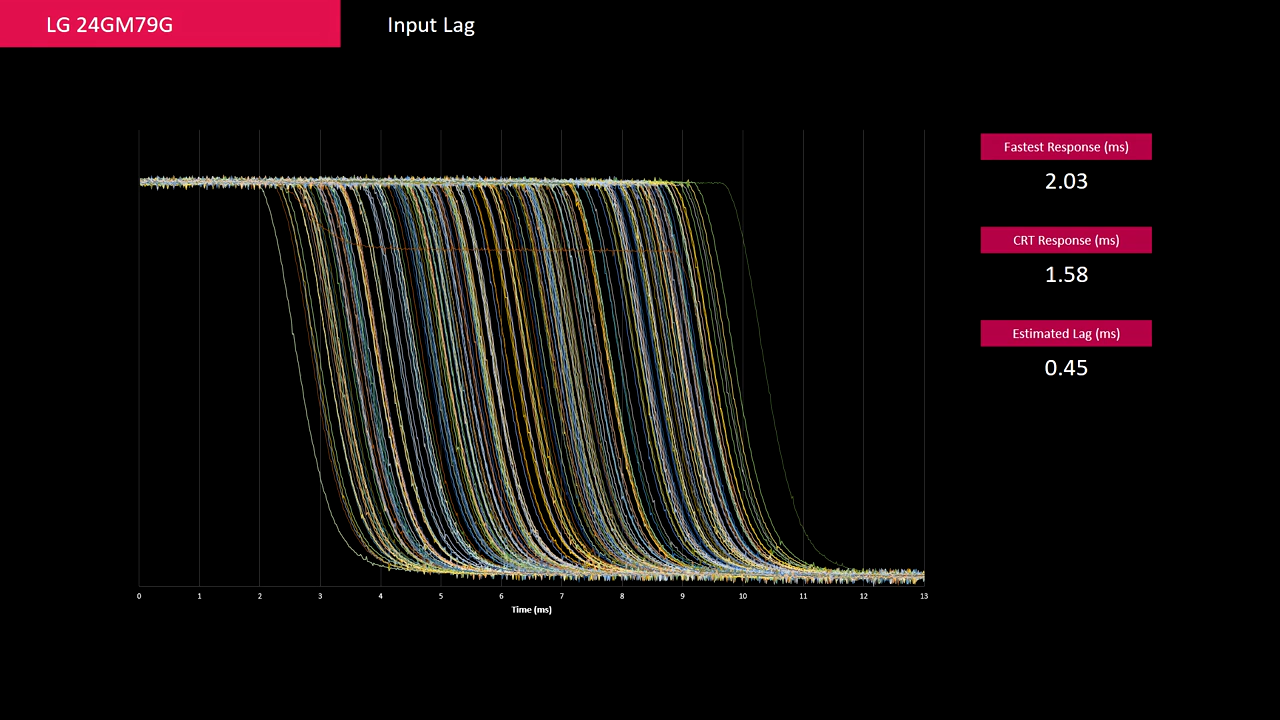 LG 24GM79G
Input Lag
Fastest Response (ms)
2.03
CRT Response (ms)
1.58
Estimated Lag (ms)
0.45
0 1 2 3 4 5 6 7 8 9 10 11 12 13
Time (ms)